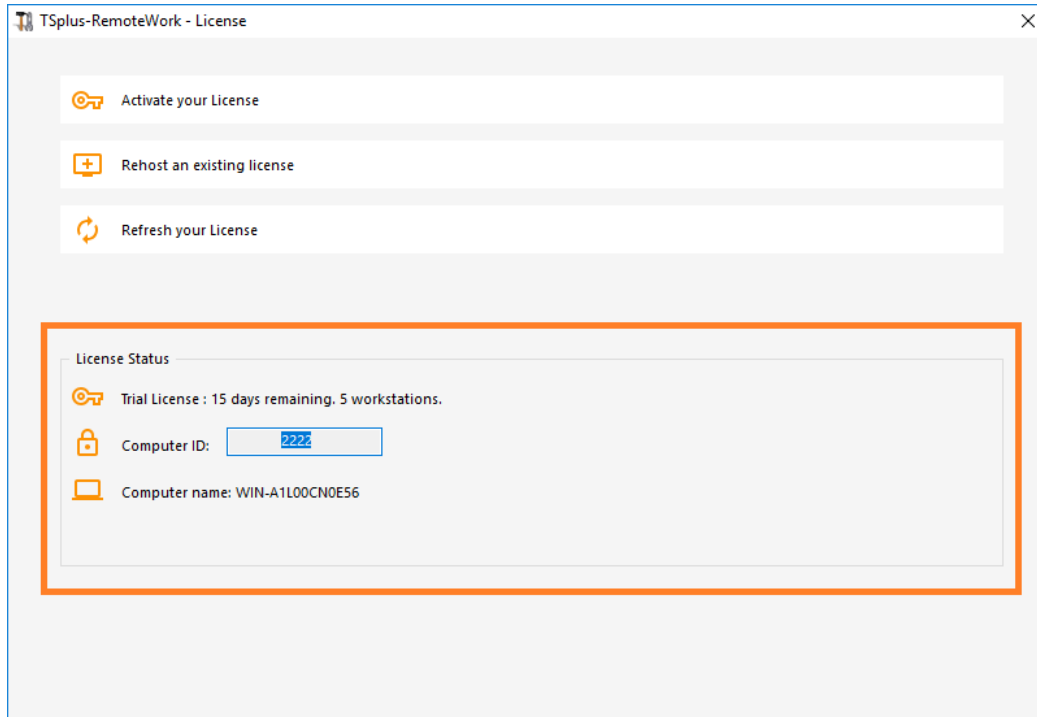 TSplus-RemoteWork - License
Activate your License
Rehost an existing license
Refresh your License
License Status
Trial License : 15 days remaining. 5 workstations.
Computer ID: 2222
Computer name: WIN-A1L00CN0E56